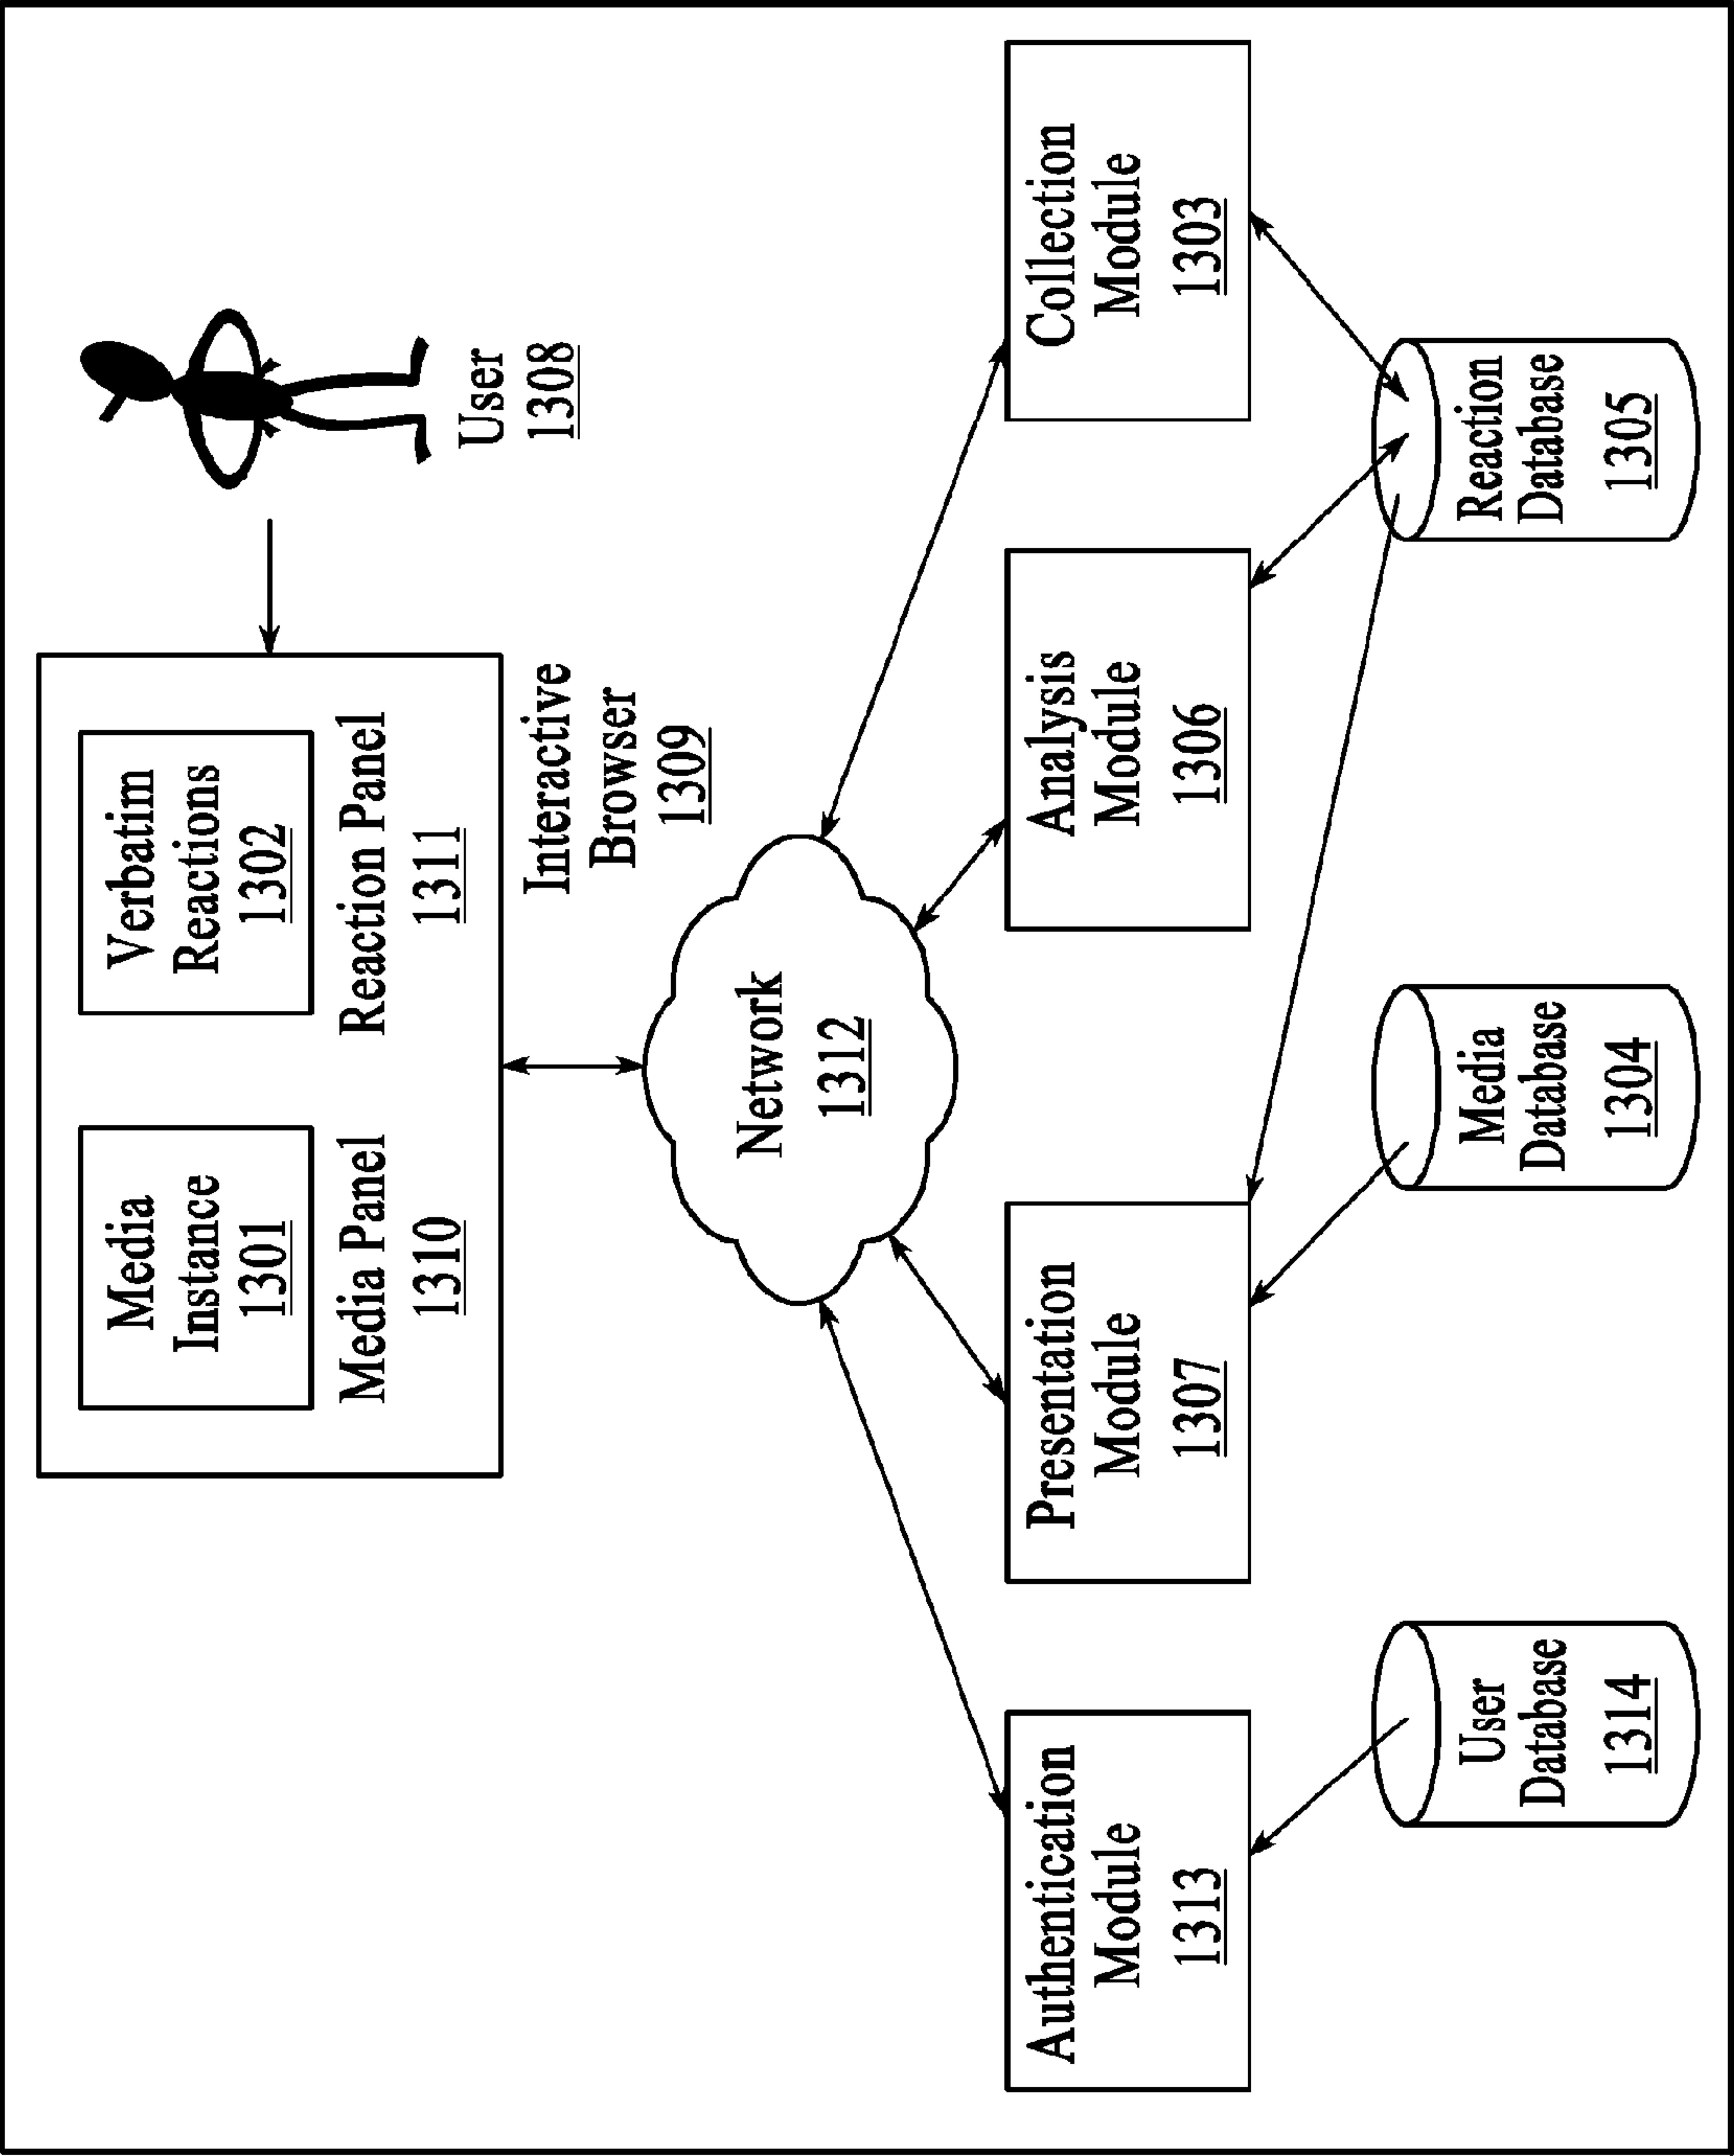 Media
Instance
1301
Media Panel
1310
Verbatim
Reactions
1302
Reaction Panel
1311
Interactive
Browser
1309
User
1308
Network
1312
Authentication
Module
1313
Presentation
Module
1307
Analysis
Module
1306
Collection
Module
1303
User
Database
1314
Media
Database
1304
Reaction
Database
1305